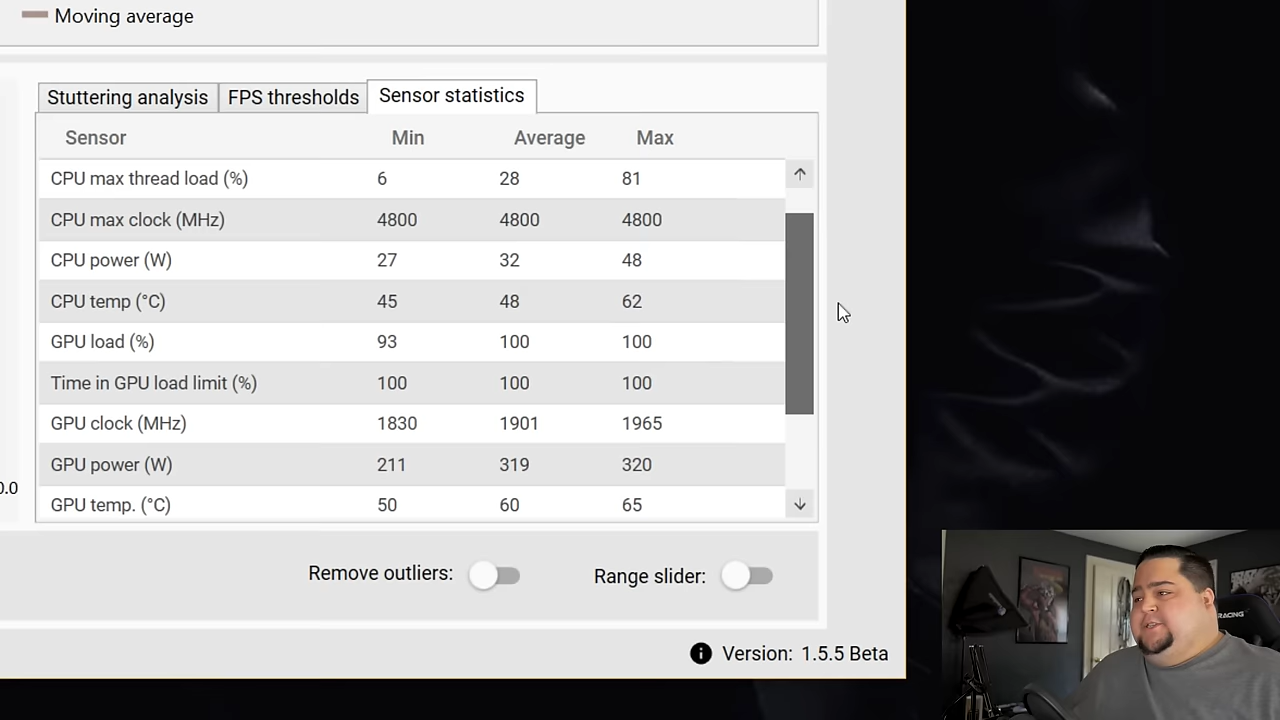 Moving average
Stuttering analysis FPS thresholds Sensor statistics
Sensor Min Average Max
CPU max thread load (%) 6 28 81
CPU max clock (MHz) 4800 4800 4800
CPU power (W) 27 32 48
CPU temp (°C) 45 48 62
GPU load (%) 93 100 100
Time in GPU load limit (%) 100 100 100
GPU clock (MHz) 1830 1901 1965
GPU power (W) 211 319 320
0.0
GPU temp. (°C) 50 60 65
Remove outliers: Range slider:
RACING
Version: 1.5.5 Beta